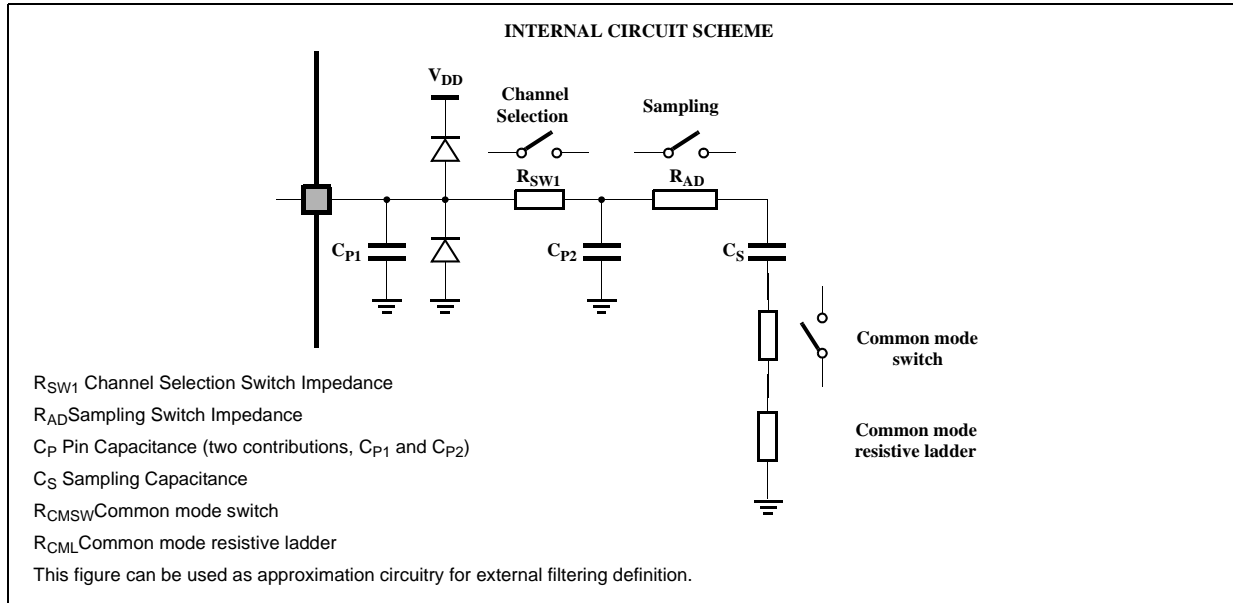 INTERNAL CIRCUIT SCHEME
VDD
Channel
Selection
Sampling
RSW1
RAD
CP1
CP2
CS
Common mode
switch
Common mode
resistive ladder
RSW1 Channel Selection Switch Impedance
RADSampling Switch Impedance
CP Pin Capacitance (two contributions, CP1 and CP2)
CS Sampling Capacitance
RCMSWCommon mode switch
RCMLCommon mode resistive ladder
This figure can be used as approximation circuitry for external filtering definition.